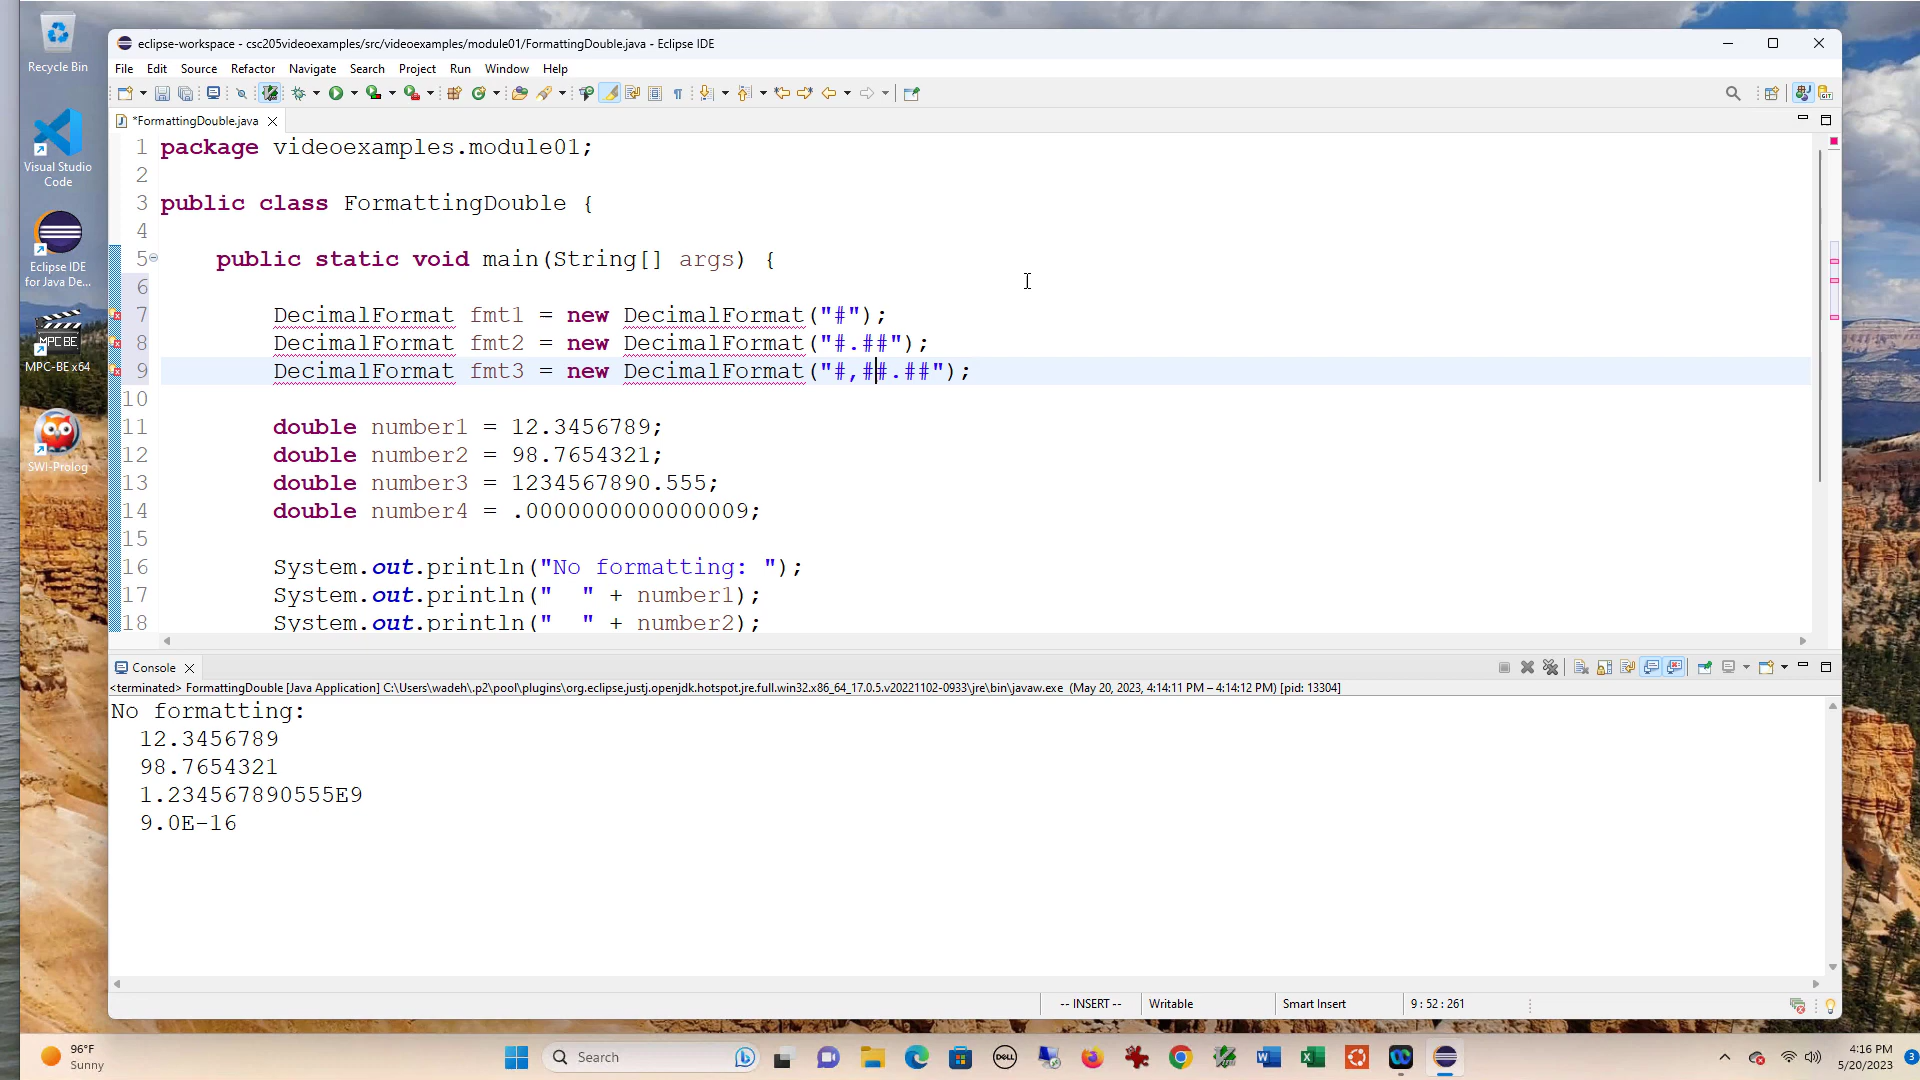 Recycle Bin
Visual Studio
Code
Eclipse IDE
for Java De...
MPC BE
MPC-BE x64
SWI-Prolog
eclipse-workspace - csc205videoexamples/src/videoexamples/module01/FormattingDouble.java - Eclipse IDE
File Edit Source Refactor Navigate Search Project Run Window Help
*FormattingDouble.java
1 package videoexamples.module01;
2
3 public class FormattingDouble {
4
5 public static void main(String[] args) {
6
7 DecimalFormat fmt1 = new DecimalFormat("#");
8 DecimalFormat fmt2 = new DecimalFormat("#.##");
9 DecimalFormat fmt3 = new DecimalFormat("#,##.##");
10
11 double number1 = 12.3456789;
12 double number2 = 98.7654321;
13 double number3 = 1234567890.555;
14 double number4 = .0000000000000009;
15
16 System.out.println("No formatting: ");
17 System.out.println("  " + number1);
18 System.out.println("  " + number2);
Console
<terminated> FormattingDouble [Java Application] C:\Users\wadeh\.p2\pool\plugins\org.eclipse.justj.openjdk.hotspot.jre.full.win32.x86_64_17.0.5.v20221102-0933\jre\bin\javaw.exe (May 20, 2023, 4:14:11 PM – 4:14:12 PM) [pid: 13304]
No formatting:
12.3456789
98.7654321
1.234567890555E9
9.0E-16
-- INSERT -- Writable Smart Insert 9 : 52 : 261
96°F
Sunny
Search
DELL
4:16 PM
5/20/2023
3